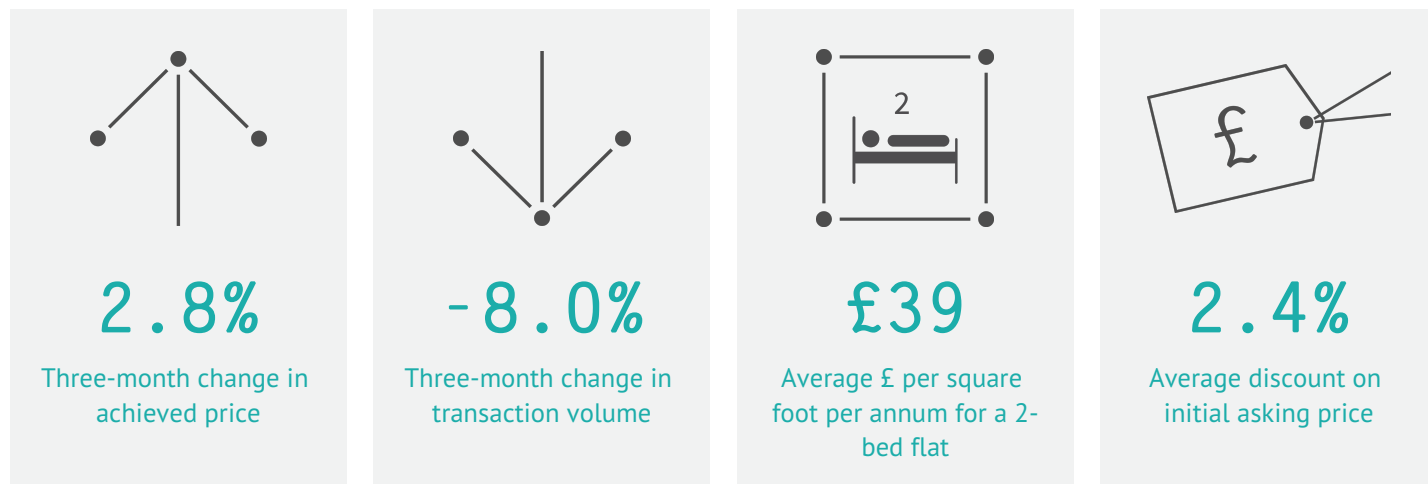 2
£
2.8%
Three-month change in
achieved price
-8.0%
Three-month change in
transaction volume
£39
Average £ per square
foot per annum for a 2-
bed flat
2.4%
Average discount on
initial asking price